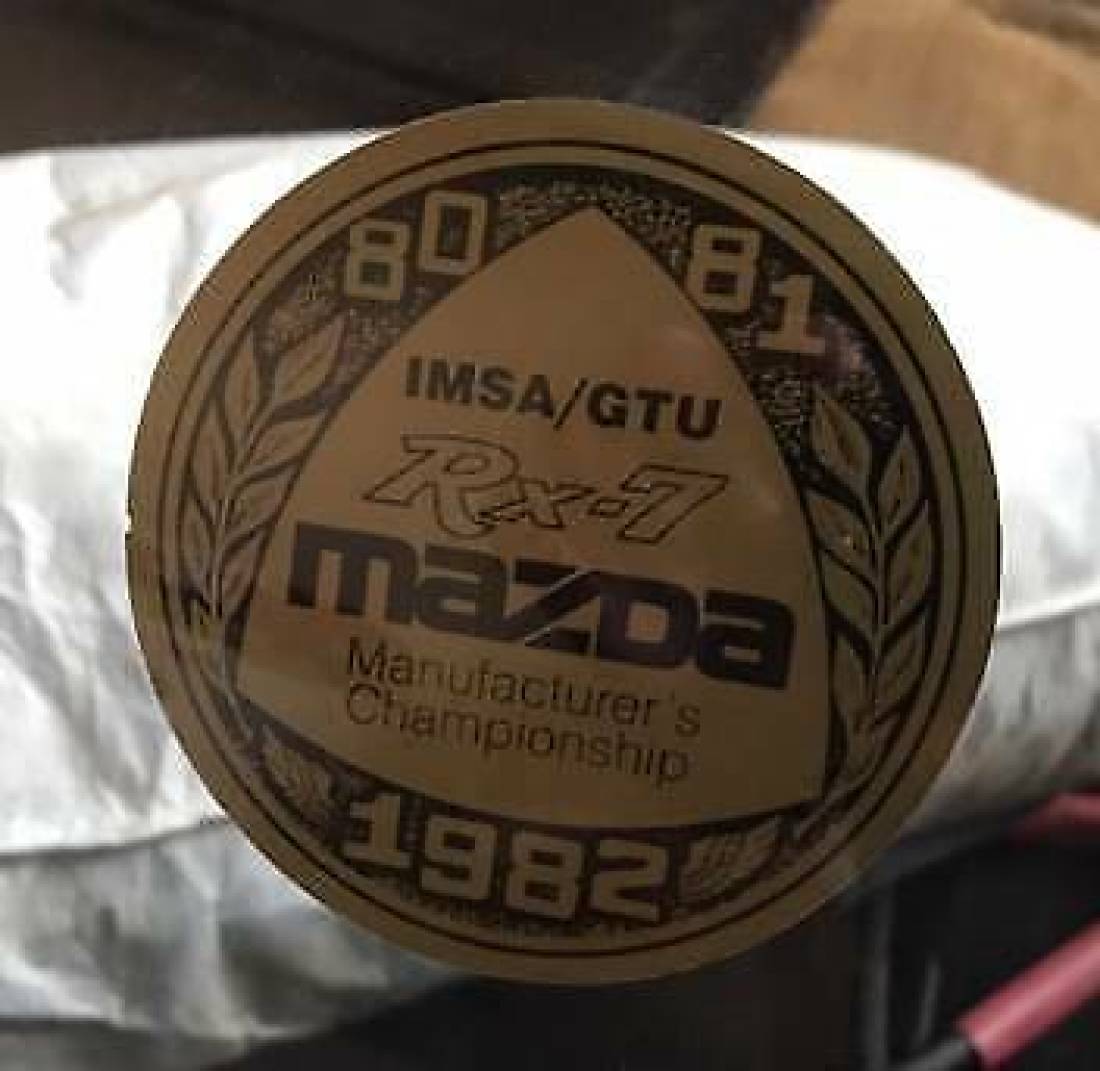 80 81
IMSA/GTU
Rx-7
mazda
Manufacturer's
Championship
1982